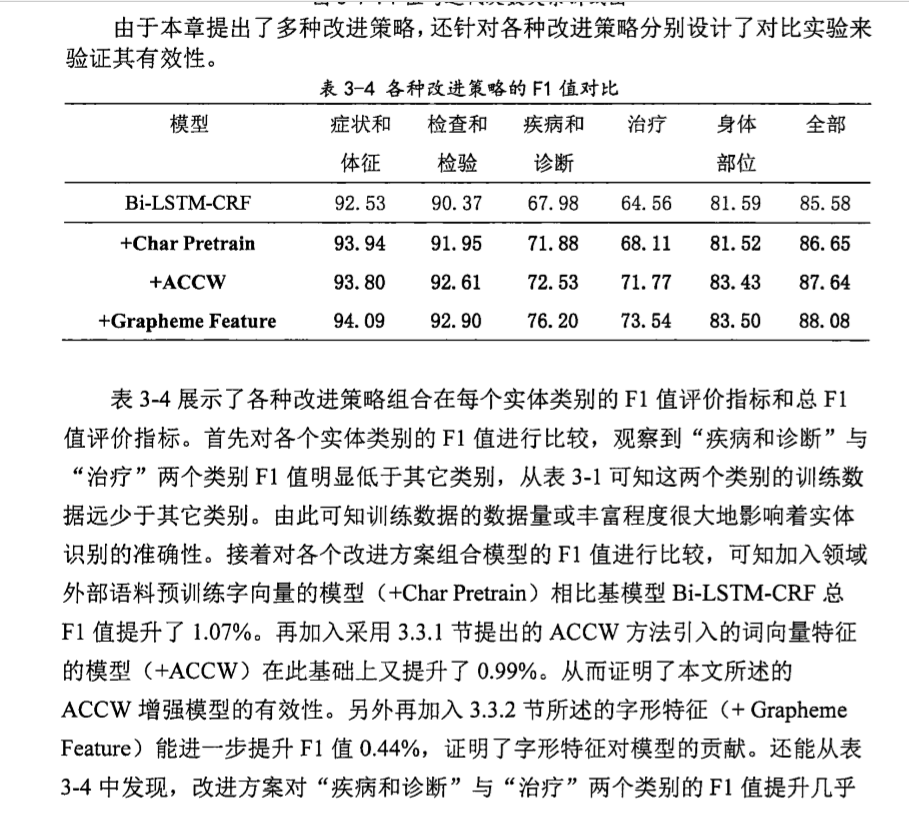 由于本章提出了多种改进策略，还针对各种改进策略分别设计了对比实验来
验证其有效性。
表 3-4 各种改进策略的 F1 值对比
模型 症状和 检查和 疾病和 治疗 身体 全部
体征 检验 诊断 部位
Bi-LSTM-CRF 92.53 90.37 67.98 64.56 81.59 85.58
+Char Pretrain 93.94 91.95 71.88 68.11 81.52 86.65
+ACCW 93.80 92.61 72.53 71.77 83.43 87.64
+Grapheme Feature 94.09 92.90 76.20 73.54 83.50 88.08
表 3-4 展示了各种改进策略组合在每个实体类别的 F1 值评价指标和总 F1
值评价指标。首先对各个实体类别的 F1 值进行比较，观察到“疾病和诊断”与
“治疗”两个类别 F1 值明显低于其它类别，从表 3-1 可知这两个类别的训练数
据远少于其它类别。由此可知训练数据的数据量或丰富程度很大地影响着实体
识别的准确性。接着对各个改进方案组合模型的 F1 值进行比较，可知加入领域
外部语料预训练字向量的模型（+Char Pretrain）相比基模型 Bi-LSTM-CRF 总
F1 值提升了 1.07%。再加入采用 3.3.1 节提出的 ACCW 方法引入的词向量特征
的模型（+ACCW）在此基础上又提升了 0.99%。从而证明了本文所述的
ACCW 增强模型的有效性。另外再加入 3.3.2 节所述的字形特征（+ Grapheme
Feature）能进一步提升 F1 值 0.44%，证明了字形特征对模型的贡献。还能从表
3-4 中发现，改进方案对“疾病和诊断”与“治疗”两个类别的 F1 值提升几乎